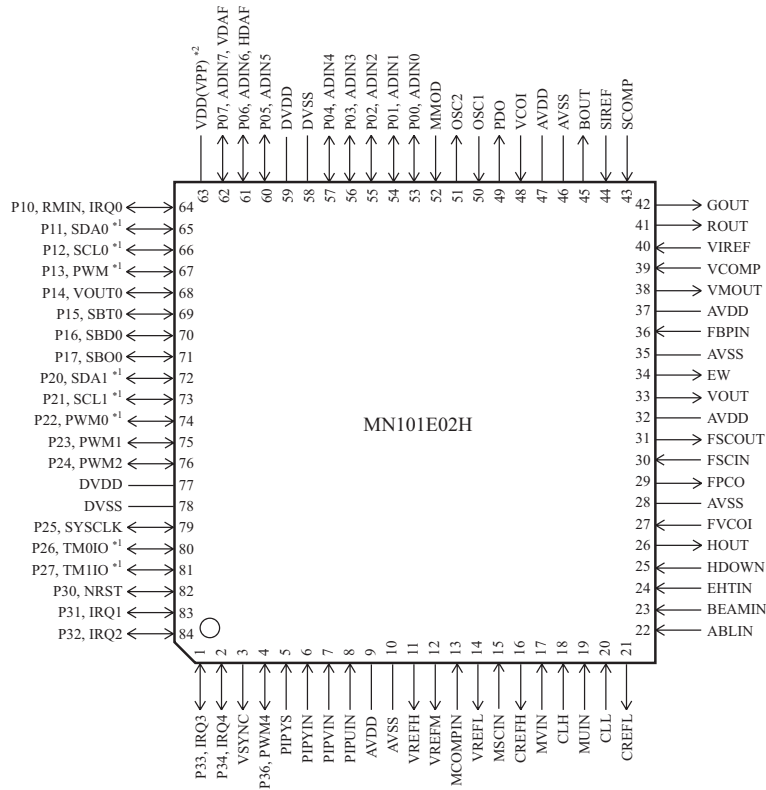 VDD(VPP) *2
P07, ADIN7, VDAF
P06, ADIN6, HDAF
P05, ADIN5
DVDD
DVSS
P04, ADIN4
P03, ADIN3
P02, ADIN2
P01, ADIN1
P00, ADIN0
MMOD
OSC2
OSC1
PDO
VCOI
AVDD
AVSS
BOUT
SIREF
SCOMP
63 62 61 60 59 58 57 56 55 54 53 52 51 50 49 48 47 46 45 44 43
P10, RMIN, IRQ0 64
P11, SDA0 *1 65
P12, SCL0 *1 66
P13, PWM *1 67
P14, VOUT0 68
P15, SBT0 69
P16, SBD0 70
P17, SBO0 71
P20, SDA1 *1 72
P21, SCL1 *1 73
P22, PWM0 *1 74
P23, PWM1 75
P24, PWM2 76
DVDD 77
DVSS 78
P25, SYSCLK 79
P26, TM0IO *1 80
P27, TM1IO *1 81
P30, NRST 82
P31, IRQ1 83
P32, IRQ2 84
MN101E02H
42 GOUT
41 ROUT
40 VIREF
39 VCOMP
38 VMOUT
37 AVDD
36 FBPIN
35 AVSS
34 EW
33 VOUT
32 AVDD
31 FSCOUT
30 FSCIN
29 FPCO
28 AVSS
27 FVCOI
26 HOUT
25 HDOWN
24 EHTIN
23 BEAMIN
22 ABLIN
1 2 3 4 5 6 7 8 9 10 11 12 13 14 15 16 17 18 19 20 21
P33, IRQ3
P34, IRQ4
VSYNC
P36, PWM4
PIPYS
PIPYIN
PIPVIN
PIPUIN
AVDD
AVSS
VREFH
VREFM
MCOMPIN
VREFL
MSCIN
CREFH
MVIN
CLH
MUIN
CLL
CREFL